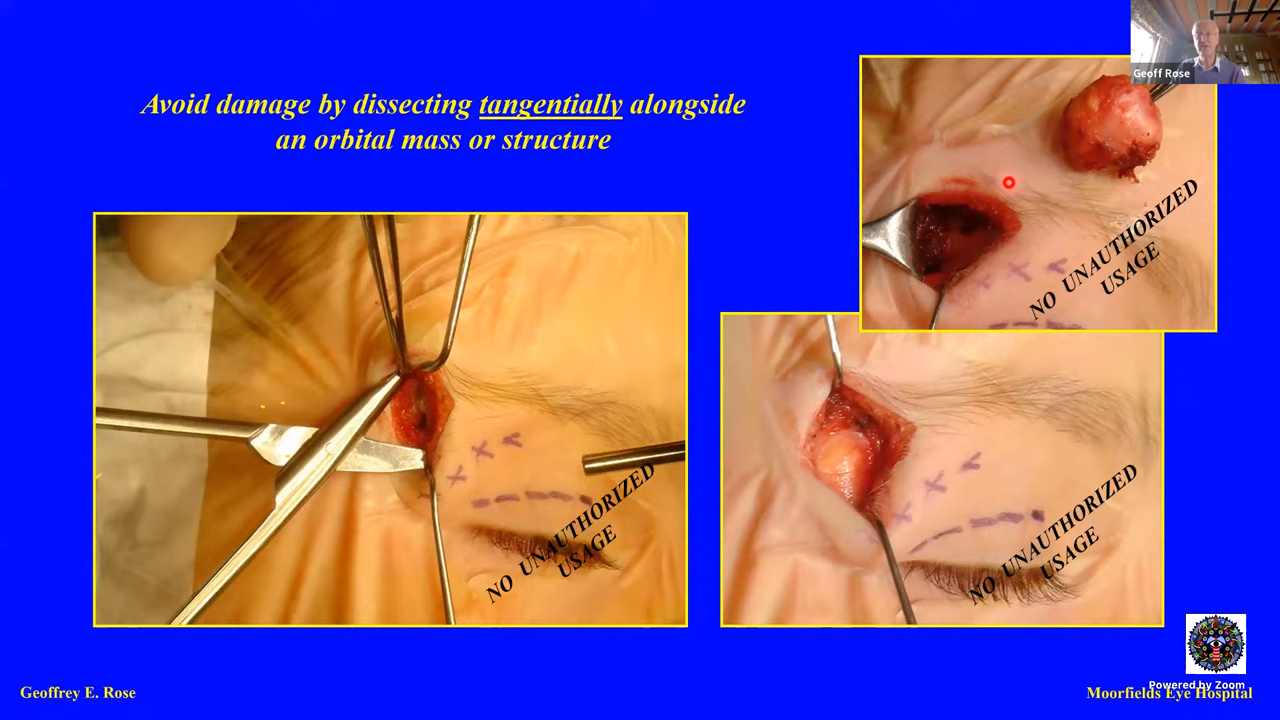 Geoff Rose
Avoid damage by dissecting tangentially alongside
an orbital mass or structure
NO UNAUTHORIZED
USAGE
NO UNAUTHORIZED
USAGE
NO UNAUTHORIZED
USAGE
Powered by Zoom
Geoffrey E. Rose
Moorfields Eye Hospital